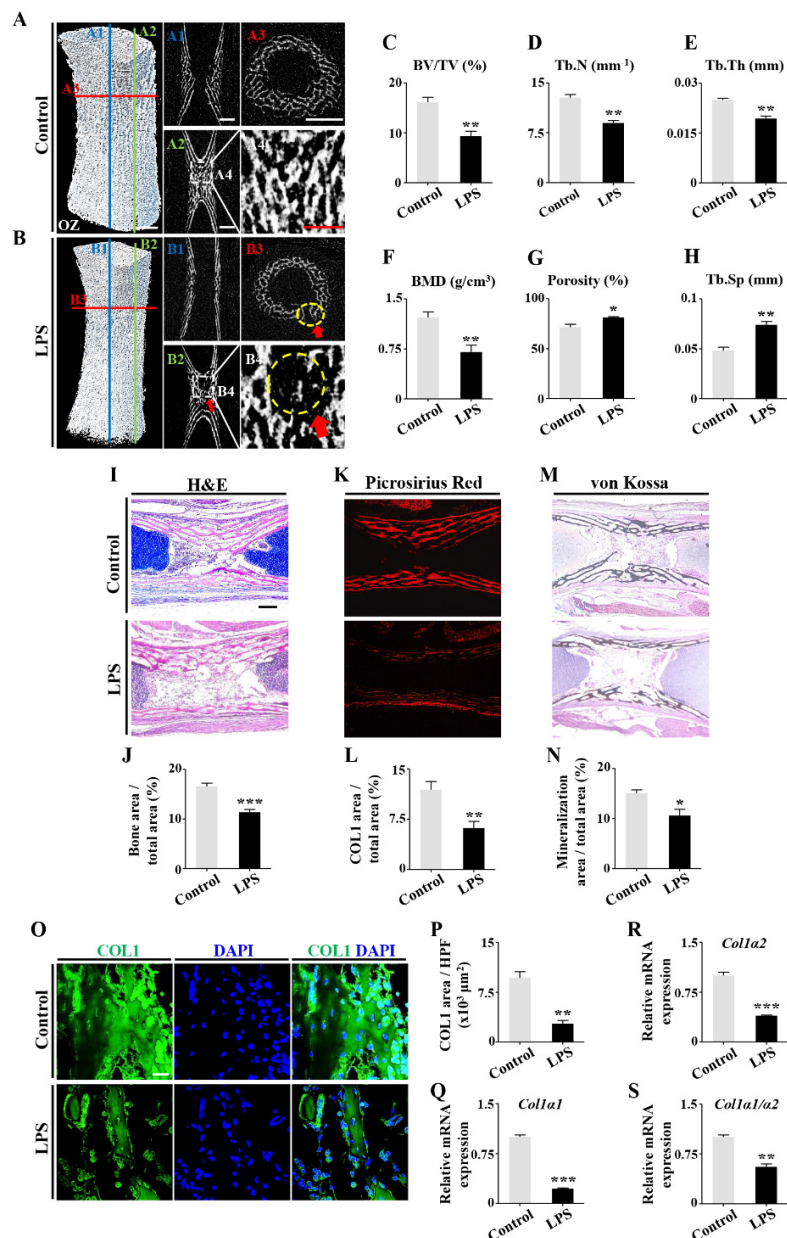 A
Control
A1
A2
A3
OZ
A1
A3
A2
A4
A4
B
LPS
B1
B2
B3
B1
B3
B2
B4
B4
C
BV/TV (%)
16
10
0
**
Control
LPS
D
Tb.N (mm⁻¹)
15
7.5
0
**
Control
LPS
E
Tb.Th (mm)
0.03
0.015
0
**
Control
LPS
F
BMD (g/cm³)
1.5
0.75
0
**
Control
LPS
G
Porosity (%)
100
50
0
*
Control
LPS
H
Tb.Sp (mm)
0.1
0.05
0
**
Control
LPS
I
H&E
Control
LPS
K
Picrosirius Red
M
von Kossa
J
Bone area /
total area (%)
20
10
0
***
Control
LPS
L
COL1 area /
total area (%)
15
7.5
0
**
Control
LPS
N
Mineralization
area / total area (%)
20
10
0
*
Control
LPS
O
COL1
DAPI
COL1 DAPI
Control
LPS
P
COL1 area / HPF
(x10³ µm²)
15
7.5
0
**
Control
LPS
R
Col1α2
Relative mRNA
expression
1.5
0.75
0
***
Control
LPS
Q
Col1α1
Relative mRNA
expression
1.5
0.75
0
***
Control
LPS
S
Col1α1/α2
Relative mRNA
expression
1.5
0.75
0
**
Control
LPS